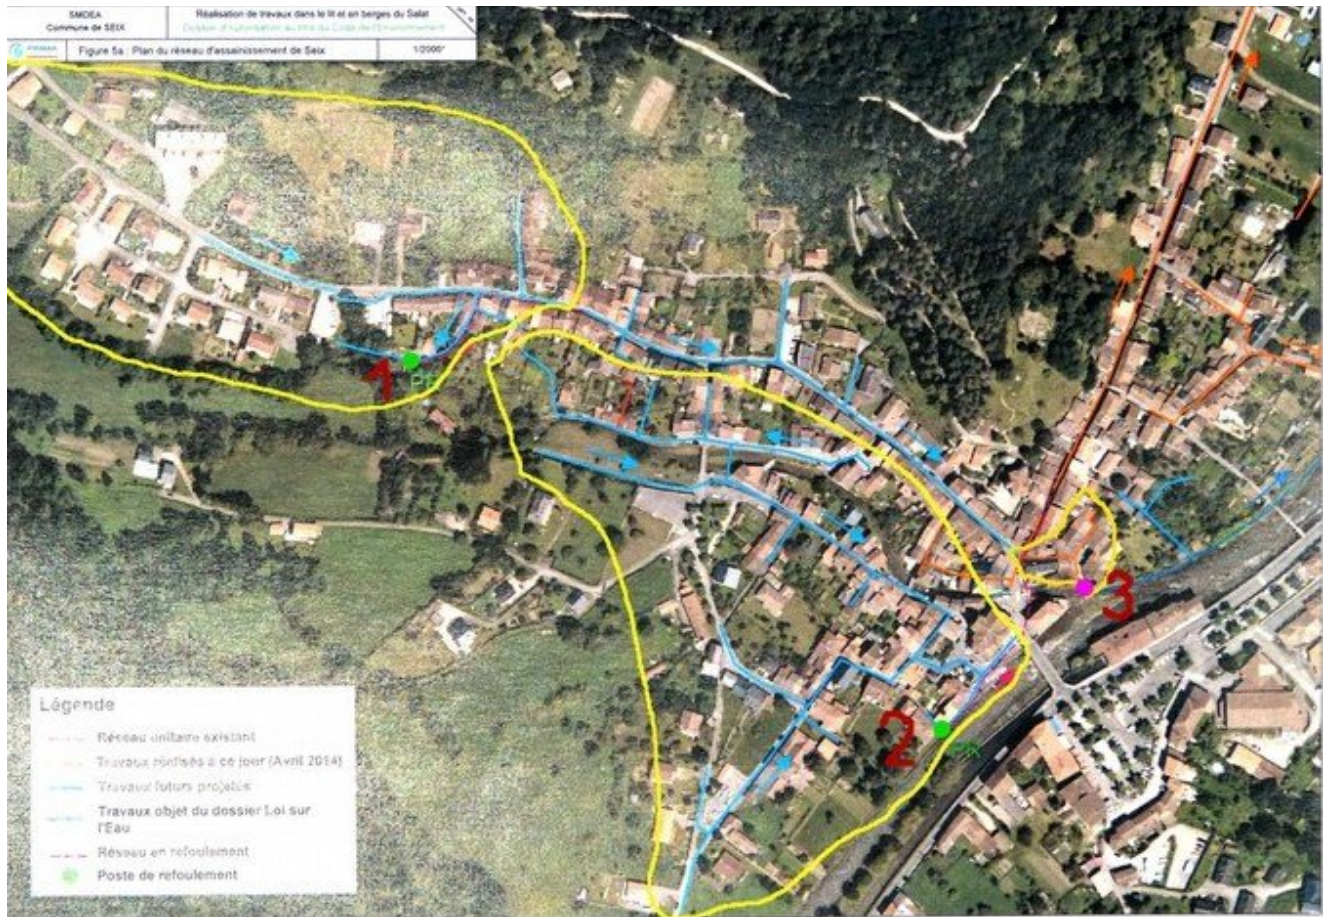 SMDEA
Commune de SEIX
Réalisation de travaux dans le lit et en berges du Salat
Dossier d'Autorisation au titre du Code de l'Environnement
Figure 5a : Plan du réseau d'assainissement de Seix
1/2000°
1
PR
2
PR
3
Légende
Réseau unitaire existant
Travaux réalisés à ce jour (Avril 2014)
Travaux futurs projetés
Travaux objet du dossier Loi sur
l'Eau
Réseau en refoulement
Poste de refoulement